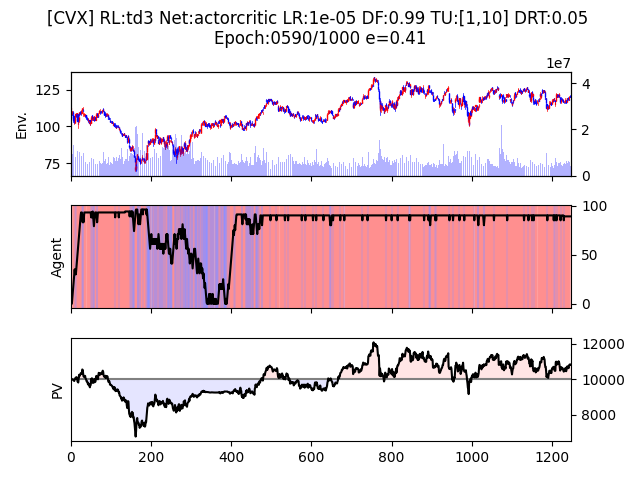 [CVX] RL:td3 Net:actorcritic LR:1e-05 DF:0.99 TU:[1,10] DRT:0.05
Epoch:0590/1000 e=0.41
1e7
Env.
125
100
75
4
2
0
Agent
100
50
0
PV
12000
10000
8000
0 200 400 600 800 1000 1200